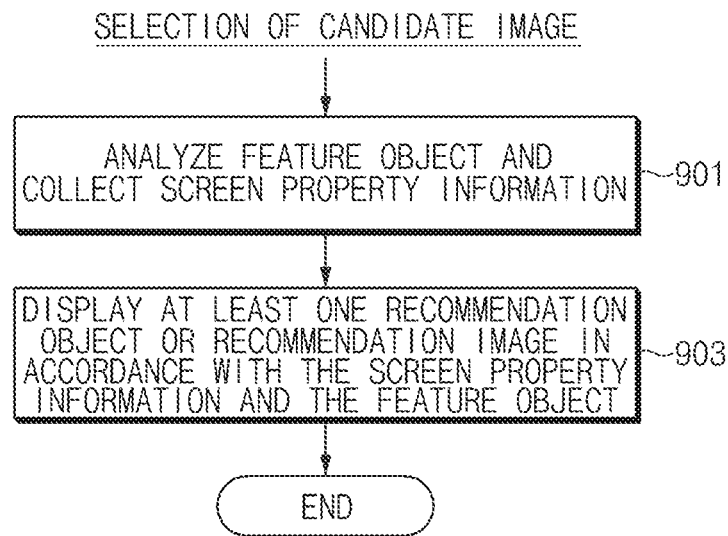 SELECTION OF CANDIDATE IMAGE
ANALYZE FEATURE OBJECT AND
COLLECT SCREEN PROPERTY INFORMATION
901
DISPLAY AT LEAST ONE RECOMMENDATION
OBJECT OR RECOMMENDATION IMAGE IN
ACCORDANCE WITH THE SCREEN PROPERTY
INFORMATION AND THE FEATURE OBJECT
903
END